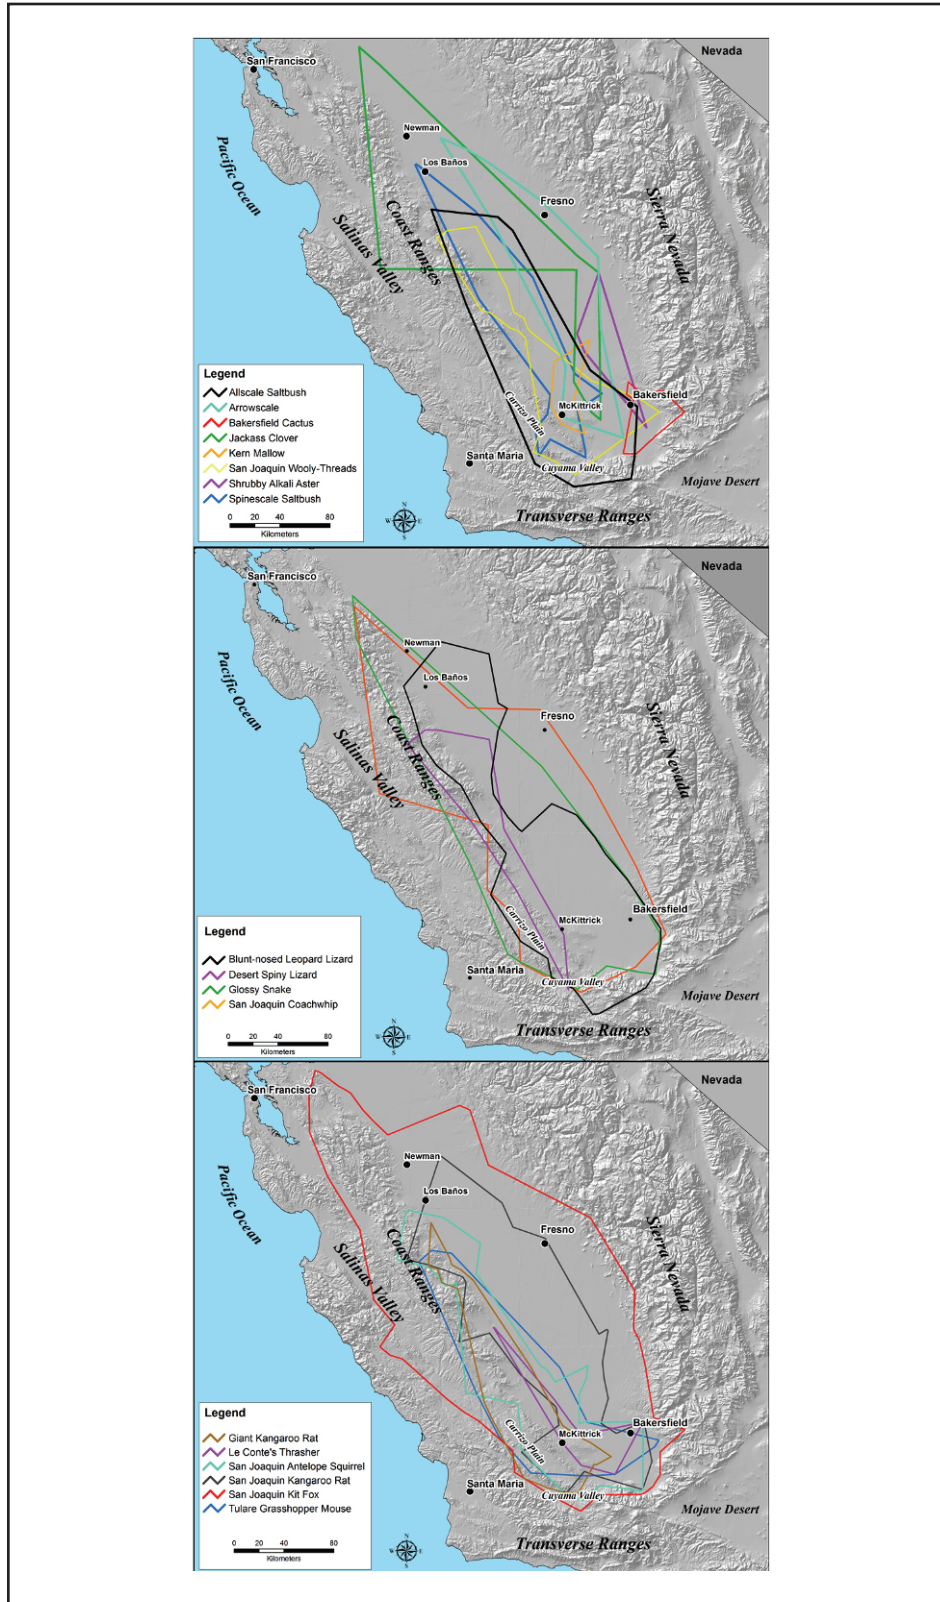 Nevada
San Francisco
Newman
Los Baños
Pacific Ocean
Fresno
Sierra Nevada
Coast Ranges
Salinas Valley
Legend
Allscale Saltbush
Arrowscale
Bakersfield Cactus
Jackass Clover
Kern Mallow
San Joaquin Wooly-Threads
Shrubby Alkali Aster
Spinescale Saltbush
0 20 40 80
Kilometers
Bakersfield
McKittrick
Carrizo Plain
Santa Maria
Cuyama Valley
Mojave Desert
Transverse Ranges
N
W E
S
Nevada
San Francisco
Newman
Los Baños
Pacific Ocean
Fresno
Sierra Nevada
Coast Ranges
Salinas Valley
Legend
Blunt-nosed Leopard Lizard
Desert Spiny Lizard
Glossy Snake
San Joaquin Coachwhip
0 20 40 80
Kilometers
Bakersfield
McKittrick
Carrizo Plain
Santa Maria
Cuyama Valley
Mojave Desert
Transverse Ranges
N
W E
S
Nevada
San Francisco
Newman
Los Baños
Pacific Ocean
Fresno
Sierra Nevada
Coast Ranges
Salinas Valley
Legend
Giant Kangaroo Rat
Le Conte's Thrasher
San Joaquin Antelope Squirrel
San Joaquin Kangaroo Rat
San Joaquin Kit Fox
Tulare Grasshopper Mouse
0 20 40 80
Kilometers
Bakersfield
McKittrick
Carrizo Plain
Santa Maria
Cuyama Valley
Mojave Desert
Transverse Ranges
N
W E
S